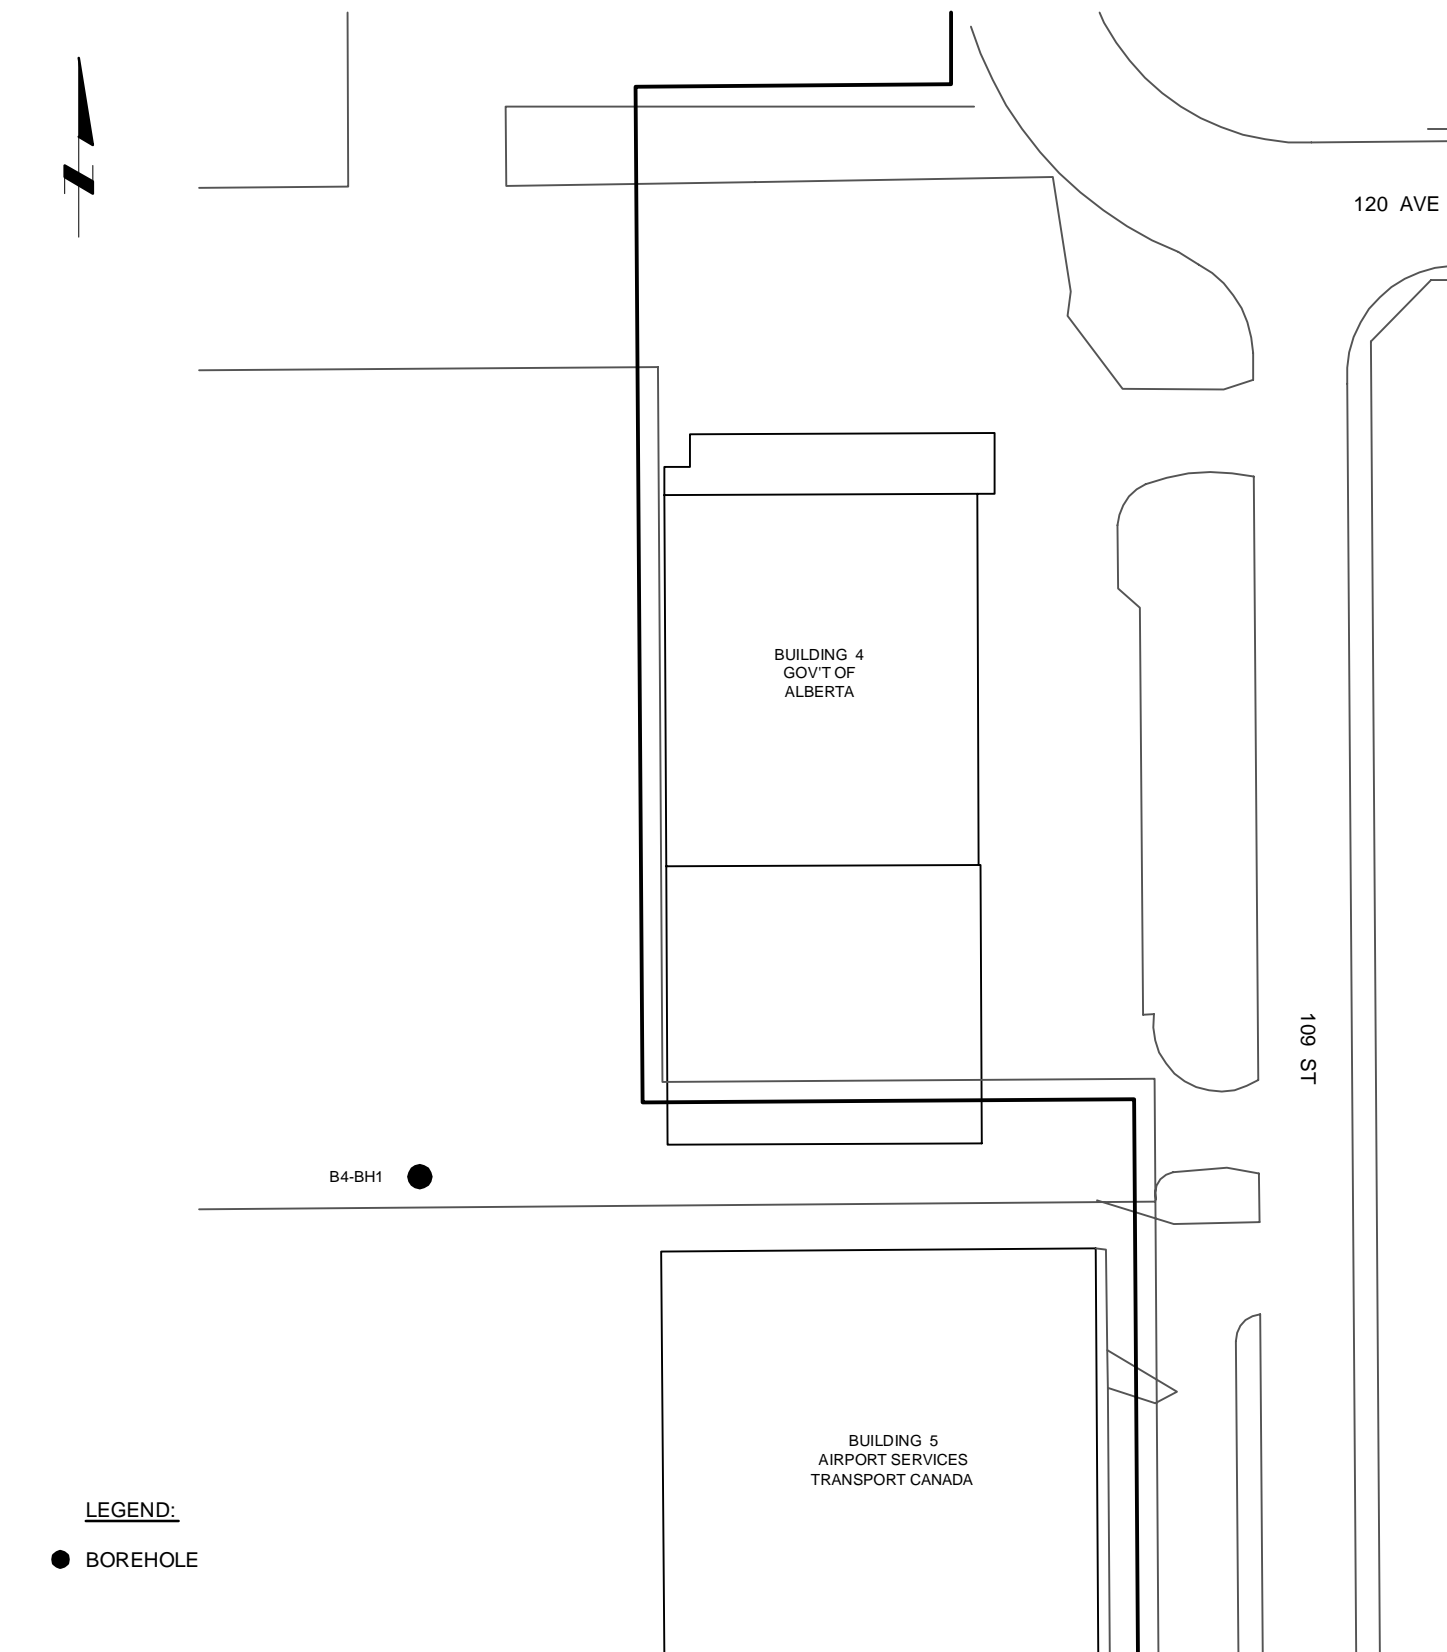 120 AVE
BUILDING 4
GOV'T OF
ALBERTA
109 ST
B4-BH1
BUILDING 5
AIRPORT SERVICES
TRANSPORT CANADA
LEGEND:
BOREHOLE